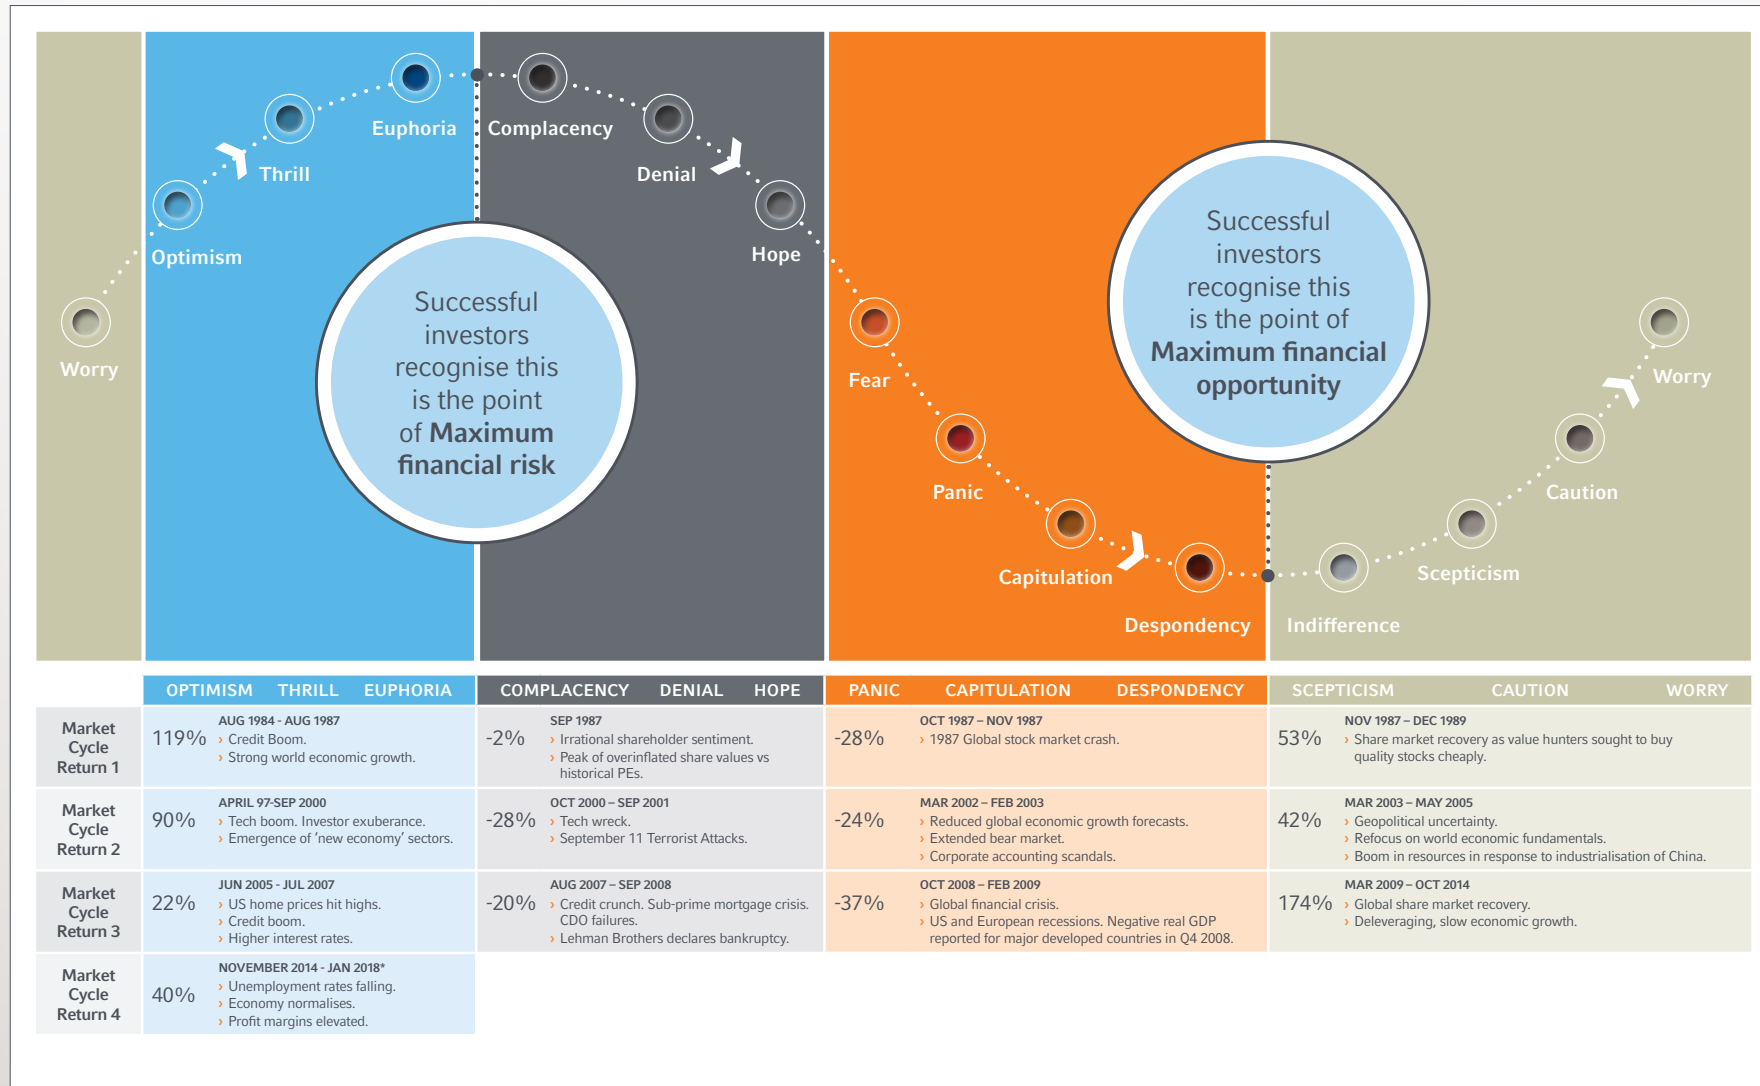 Worry
Optimism
Thrill
Euphoria
Complacency
Denial
Hope
Fear
Panic
Capitulation
Despondency
Indifference
Scepticism
Caution
Worry
Successful
investors
recognise this
is the point
of Maximum
financial risk
Successful
investors
recognise this
is the point of
Maximum financial
opportunity
OPTIMISM THRILL EUPHORIA
COMPLACENCY DENIAL HOPE
PANIC CAPITULATION DESPONDENCY
SCEPTICISM CAUTION WORRY
Market
Cycle
Return 1
119%
AUG 1984 - AUG 1987
› Credit Boom.
› Strong world economic growth.
-2%
SEP 1987
› Irrational shareholder sentiment.
› Peak of overinflated share values vs
historical PEs.
-28%
OCT 1987 – NOV 1987
› 1987 Global stock market crash.
53%
NOV 1987 – DEC 1989
› Share market recovery as value hunters sought to buy
quality stocks cheaply.
Market
Cycle
Return 2
90%
APRIL 97-SEP 2000
› Tech boom. Investor exuberance.
› Emergence of ‘new economy’ sectors.
-28%
OCT 2000 – SEP 2001
› Tech wreck.
› September 11 Terrorist Attacks.
-24%
MAR 2002 – FEB 2003
› Reduced global economic growth forecasts.
› Extended bear market.
› Corporate accounting scandals.
42%
MAR 2003 – MAY 2005
› Geopolitical uncertainty.
› Refocus on world economic fundamentals.
› Boom in resources in response to industrialisation of China.
Market
Cycle
Return 3
22%
JUN 2005 - JUL 2007
› US home prices hit highs.
› Credit boom.
› Higher interest rates.
-20%
AUG 2007 – SEP 2008
› Credit crunch. Sub-prime mortgage crisis.
CDO failures.
› Lehman Brothers declares bankruptcy.
-37%
OCT 2008 – FEB 2009
› Global financial crisis.
› US and European recessions. Negative real GDP
reported for major developed countries in Q4 2008.
174%
MAR 2009 – OCT 2014
› Global share market recovery.
› Deleveraging, slow economic growth.
Market
Cycle
Return 4
40%
NOVEMBER 2014 - JAN 2018*
› Unemployment rates falling.
› Economy normalises.
› Profit margins elevated.